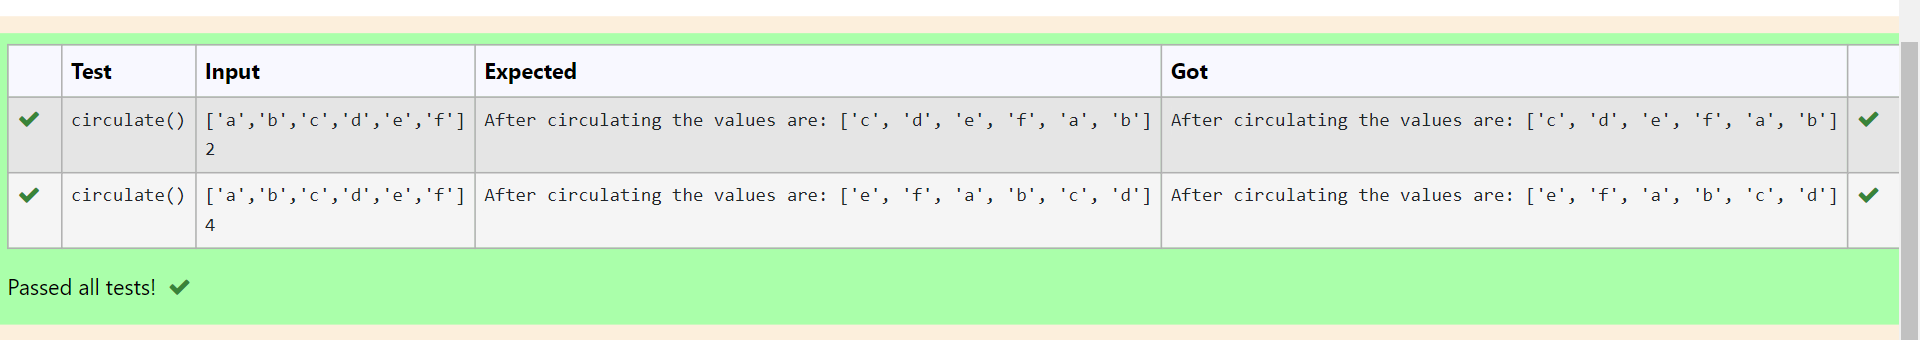 Test Input Expected Got
circulate() ['a','b','c','d','e','f'] After circulating the values are: ['c', 'd', 'e', 'f', 'a', 'b'] After circulating the values are: ['c', 'd', 'e', 'f', 'a', 'b']
2
circulate() ['a','b','c','d','e','f'] After circulating the values are: ['e', 'f', 'a', 'b', 'c', 'd'] After circulating the values are: ['e', 'f', 'a', 'b', 'c', 'd']
4
Passed all tests!